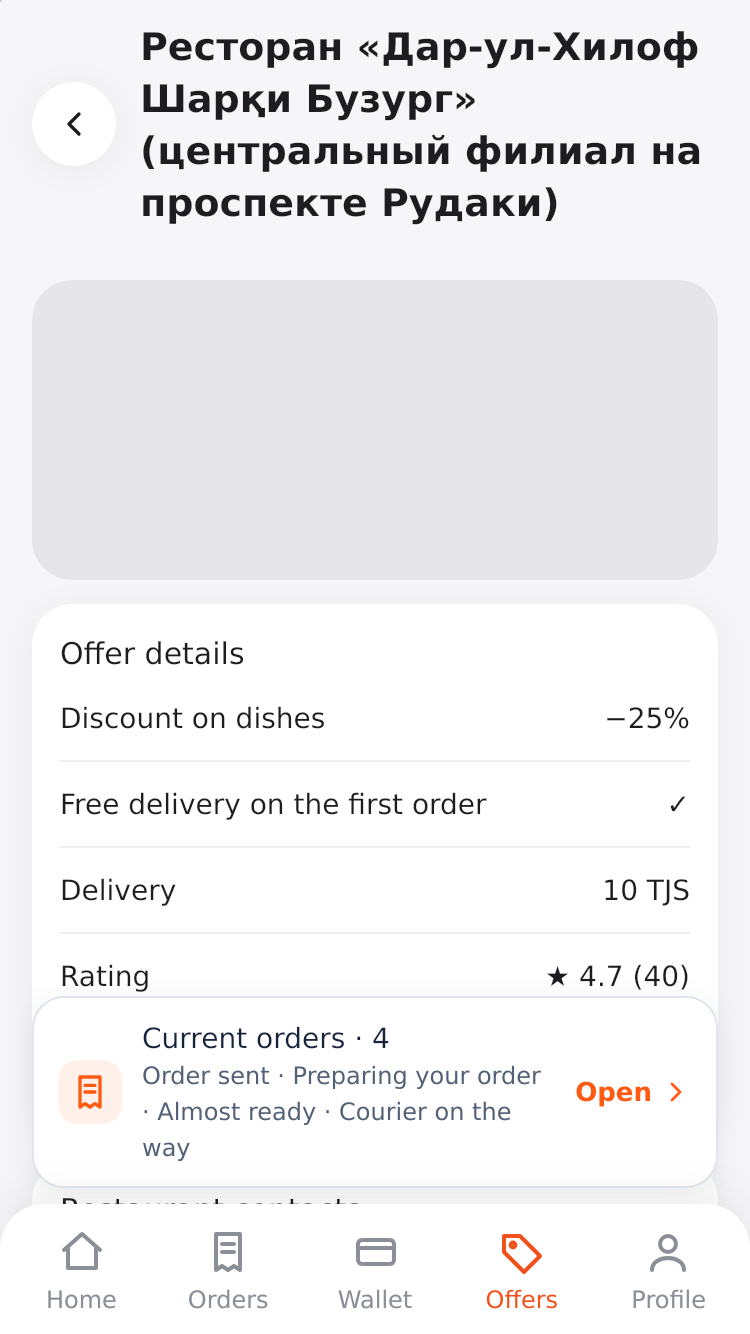 Ресторан «Дар-ул-Хилоф
Шарқи Бузург»
(центральный филиал на
проспекте Рудаки)
Offer details
Discount on dishes −25%
Free delivery on the first order ✓
Delivery 10 TJS
Rating ★ 4.7 (40)
Current orders · 4
Order sent · Preparing your order
· Almost ready · Courier on the
way
Open
Restaurant contacts
Home Orders Wallet Offers Profile